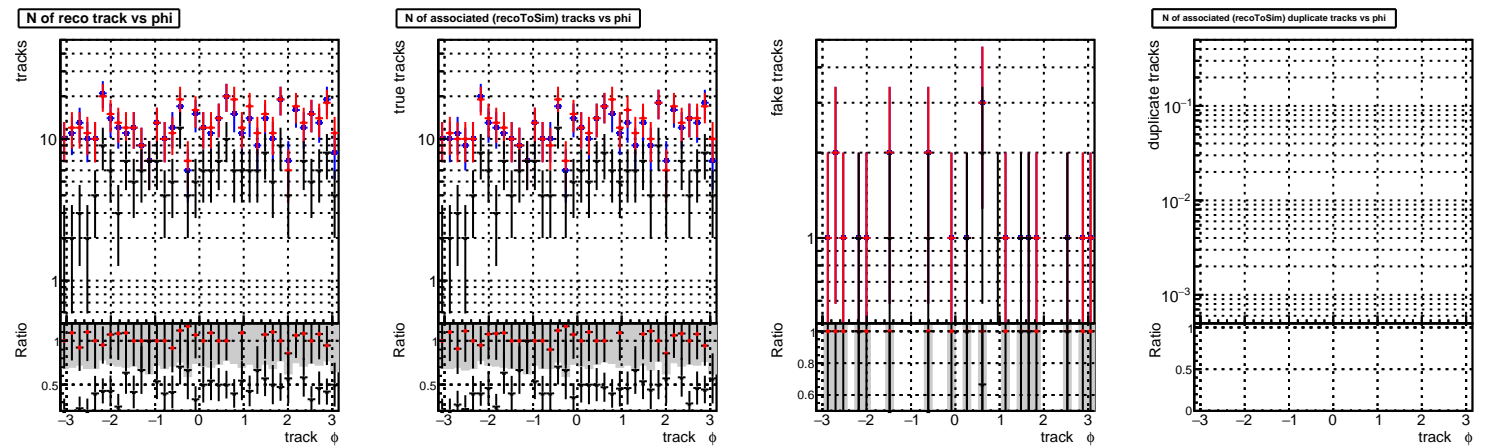 N of reco track vs phi
tracks
10
1
Ratio
1
0.5
−3 −2 −1 0 1 2 3
track ϕ
N of associated (recoToSim) tracks vs phi
true tracks
10
1
Ratio
1
0.5
−3 −2 −1 0 1 2 3
track ϕ
fake tracks
1
Ratio
1
0.8
0.6
−3 −2 −1 0 1 2 3
track ϕ
N of associated (recoToSim) duplicate tracks vs phi
duplicate tracks
10⁻¹
10⁻²
10⁻³
Ratio
1
0.5
0
−3 −2 −1 0 1 2 3
track ϕ